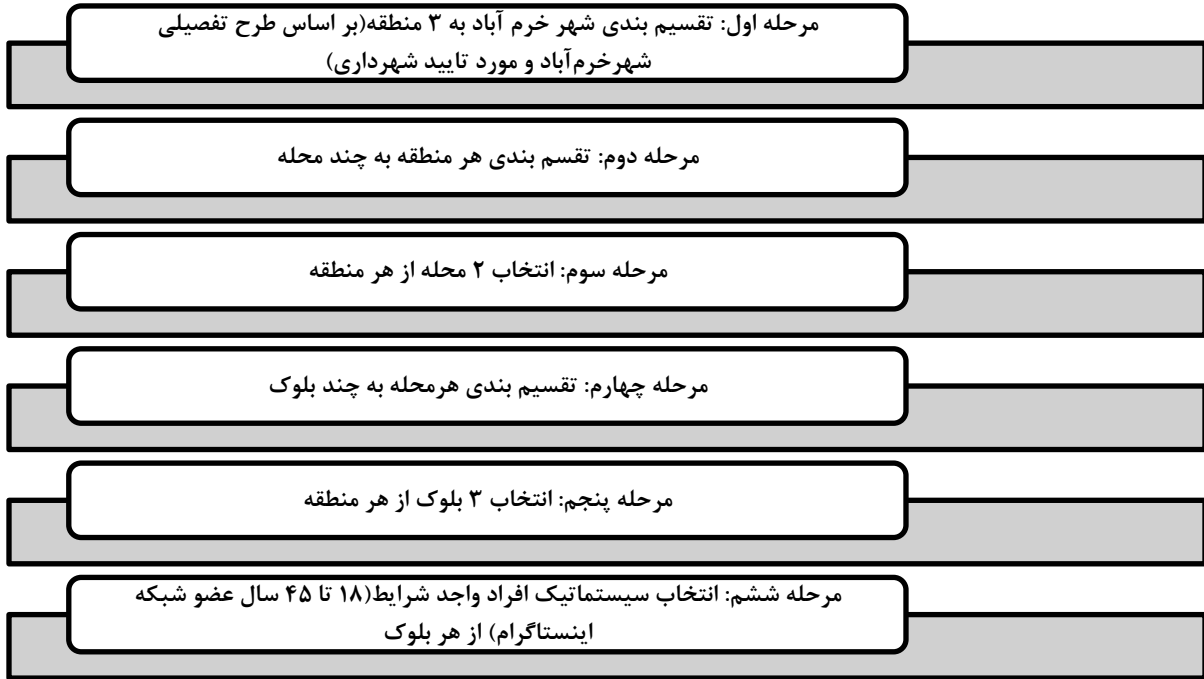 مرحله اول: تقسیم بندی شهر خرم آباد به ۳ منطقه(بر اساس طرح تفصیلی
شهرخرم‌آباد و مورد تایید شهرداری)
مرحله دوم: تقسم بندی هر منطقه به چند محله
مرحله سوم: انتخاب ۲ محله از هر منطقه
مرحله چهارم: تقسیم بندی هرمحله به چند بلوک
مرحله پنجم: انتخاب ۳ بلوک از هر منطقه
مرحله ششم: انتخاب سیستماتیک افراد واجد شرایط(۱۸ تا ۴۵ سال عضو شبکه
اینستاگرام) از هر بلوک